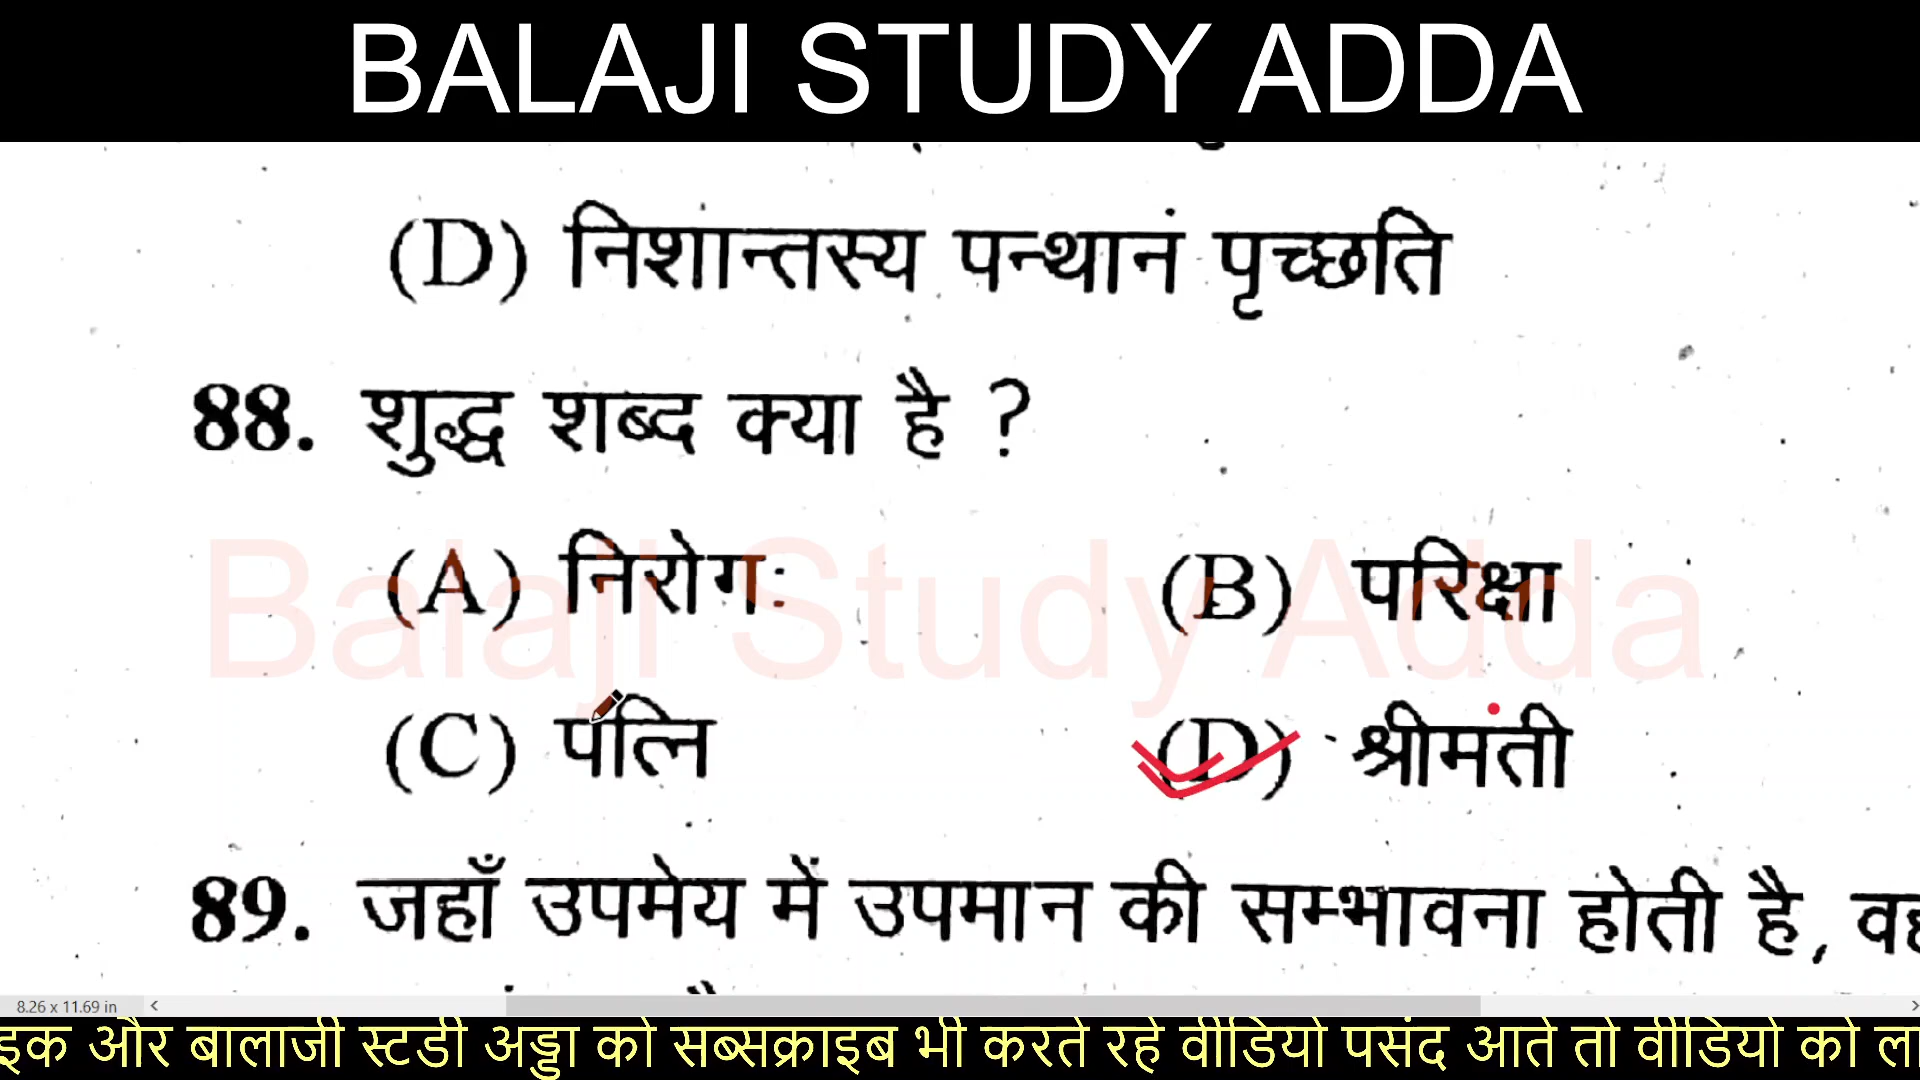 BALAJI STUDY ADDA
(D) निशान्तस्य पन्थानं पृच्छति
88. शुद्ध शब्द क्या है ?
(A) निरोगः (B) परिक्षा
Balaji Study Adda
(C) पत्नि (D) श्रीमती
89. जहाँ उपमेय में उपमान की सम्भावना होती है,
8.26 x 11.69 in
और बालाजी स्टडी अड्डा को सब्सक्राइब भी करते रहे वीडियो पसंद आते तो वीडियो को